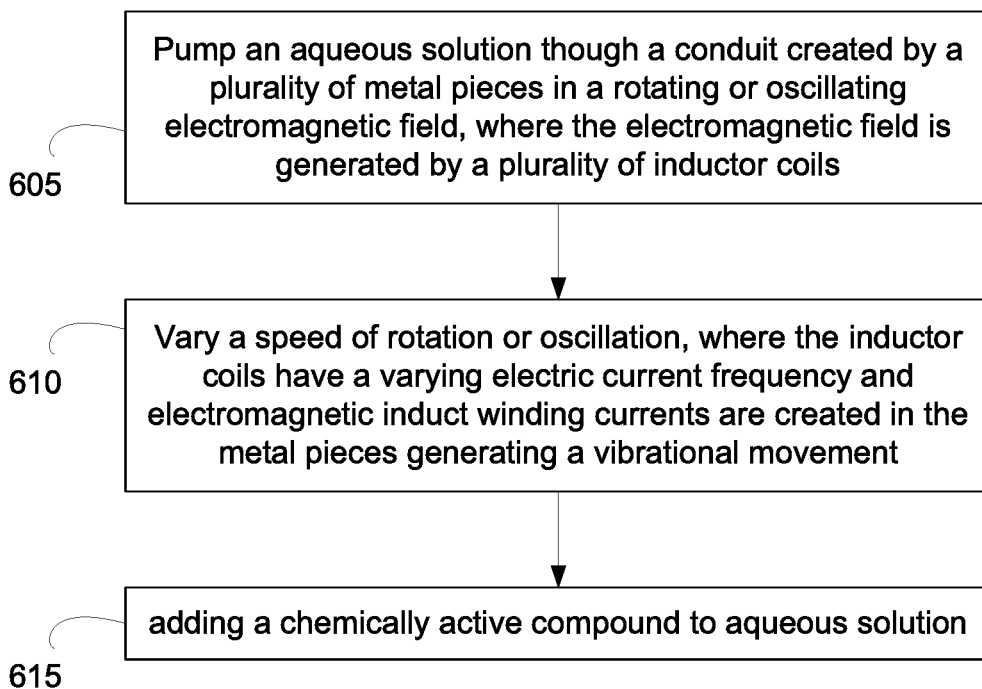 Pump an aqueous solution though a conduit created by a
plurality of metal pieces in a rotating or oscillating
electromagnetic field, where the electromagnetic field is
generated by a plurality of inductor coils
605
Vary a speed of rotation or oscillation, where the inductor
coils have a varying electric current frequency and
electromagnetic induct winding currents are created in the
metal pieces generating a vibrational movement
610
adding a chemically active compound to aqueous solution
615